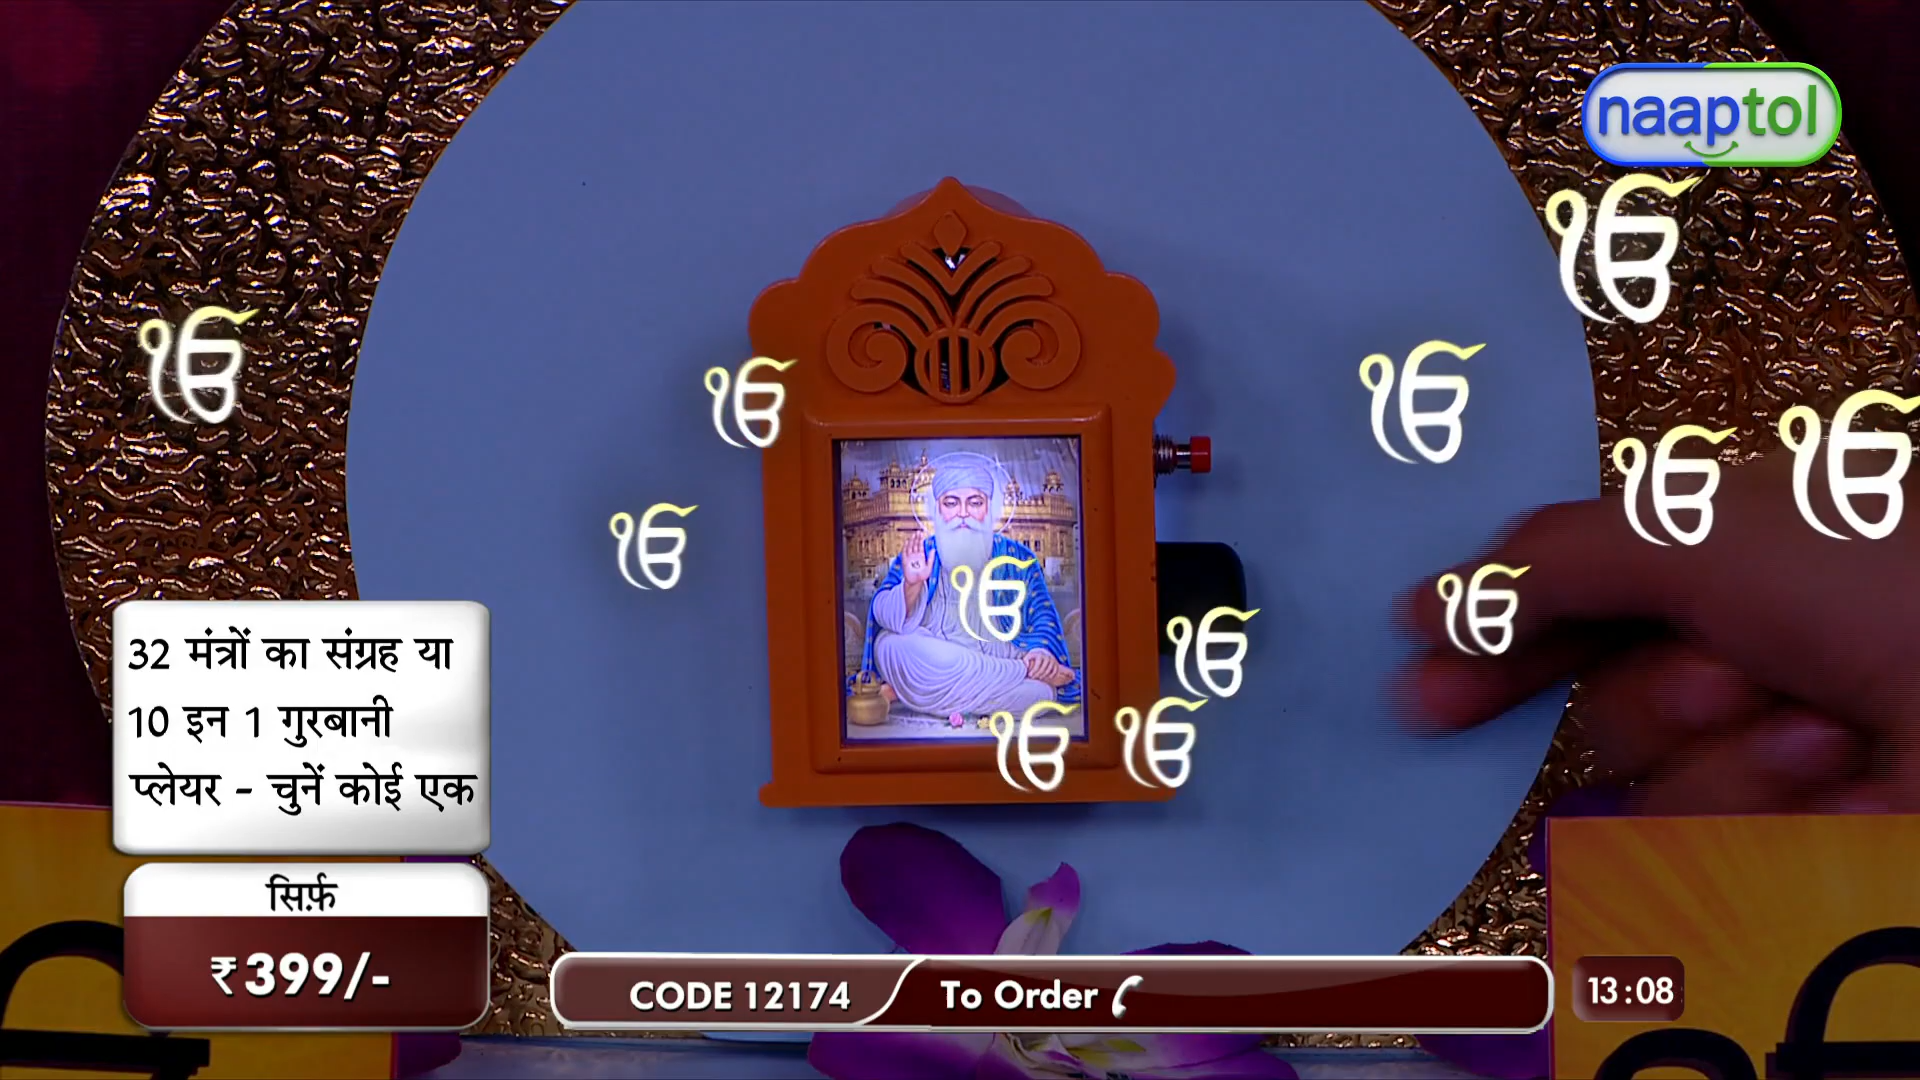 naaptol
ੴ
ੴ
ੴ
ੴ
ੴ
ੴ
ੴ
ੴ
ੴ
ੴ
ੴ
ੴ
32 मंत्रों का संग्रह या
10 इन 1 गुरबानी
प्लेयर - चुनें कोई एक
सिर्फ़
₹399/-
CODE 12174 To Order
13:08